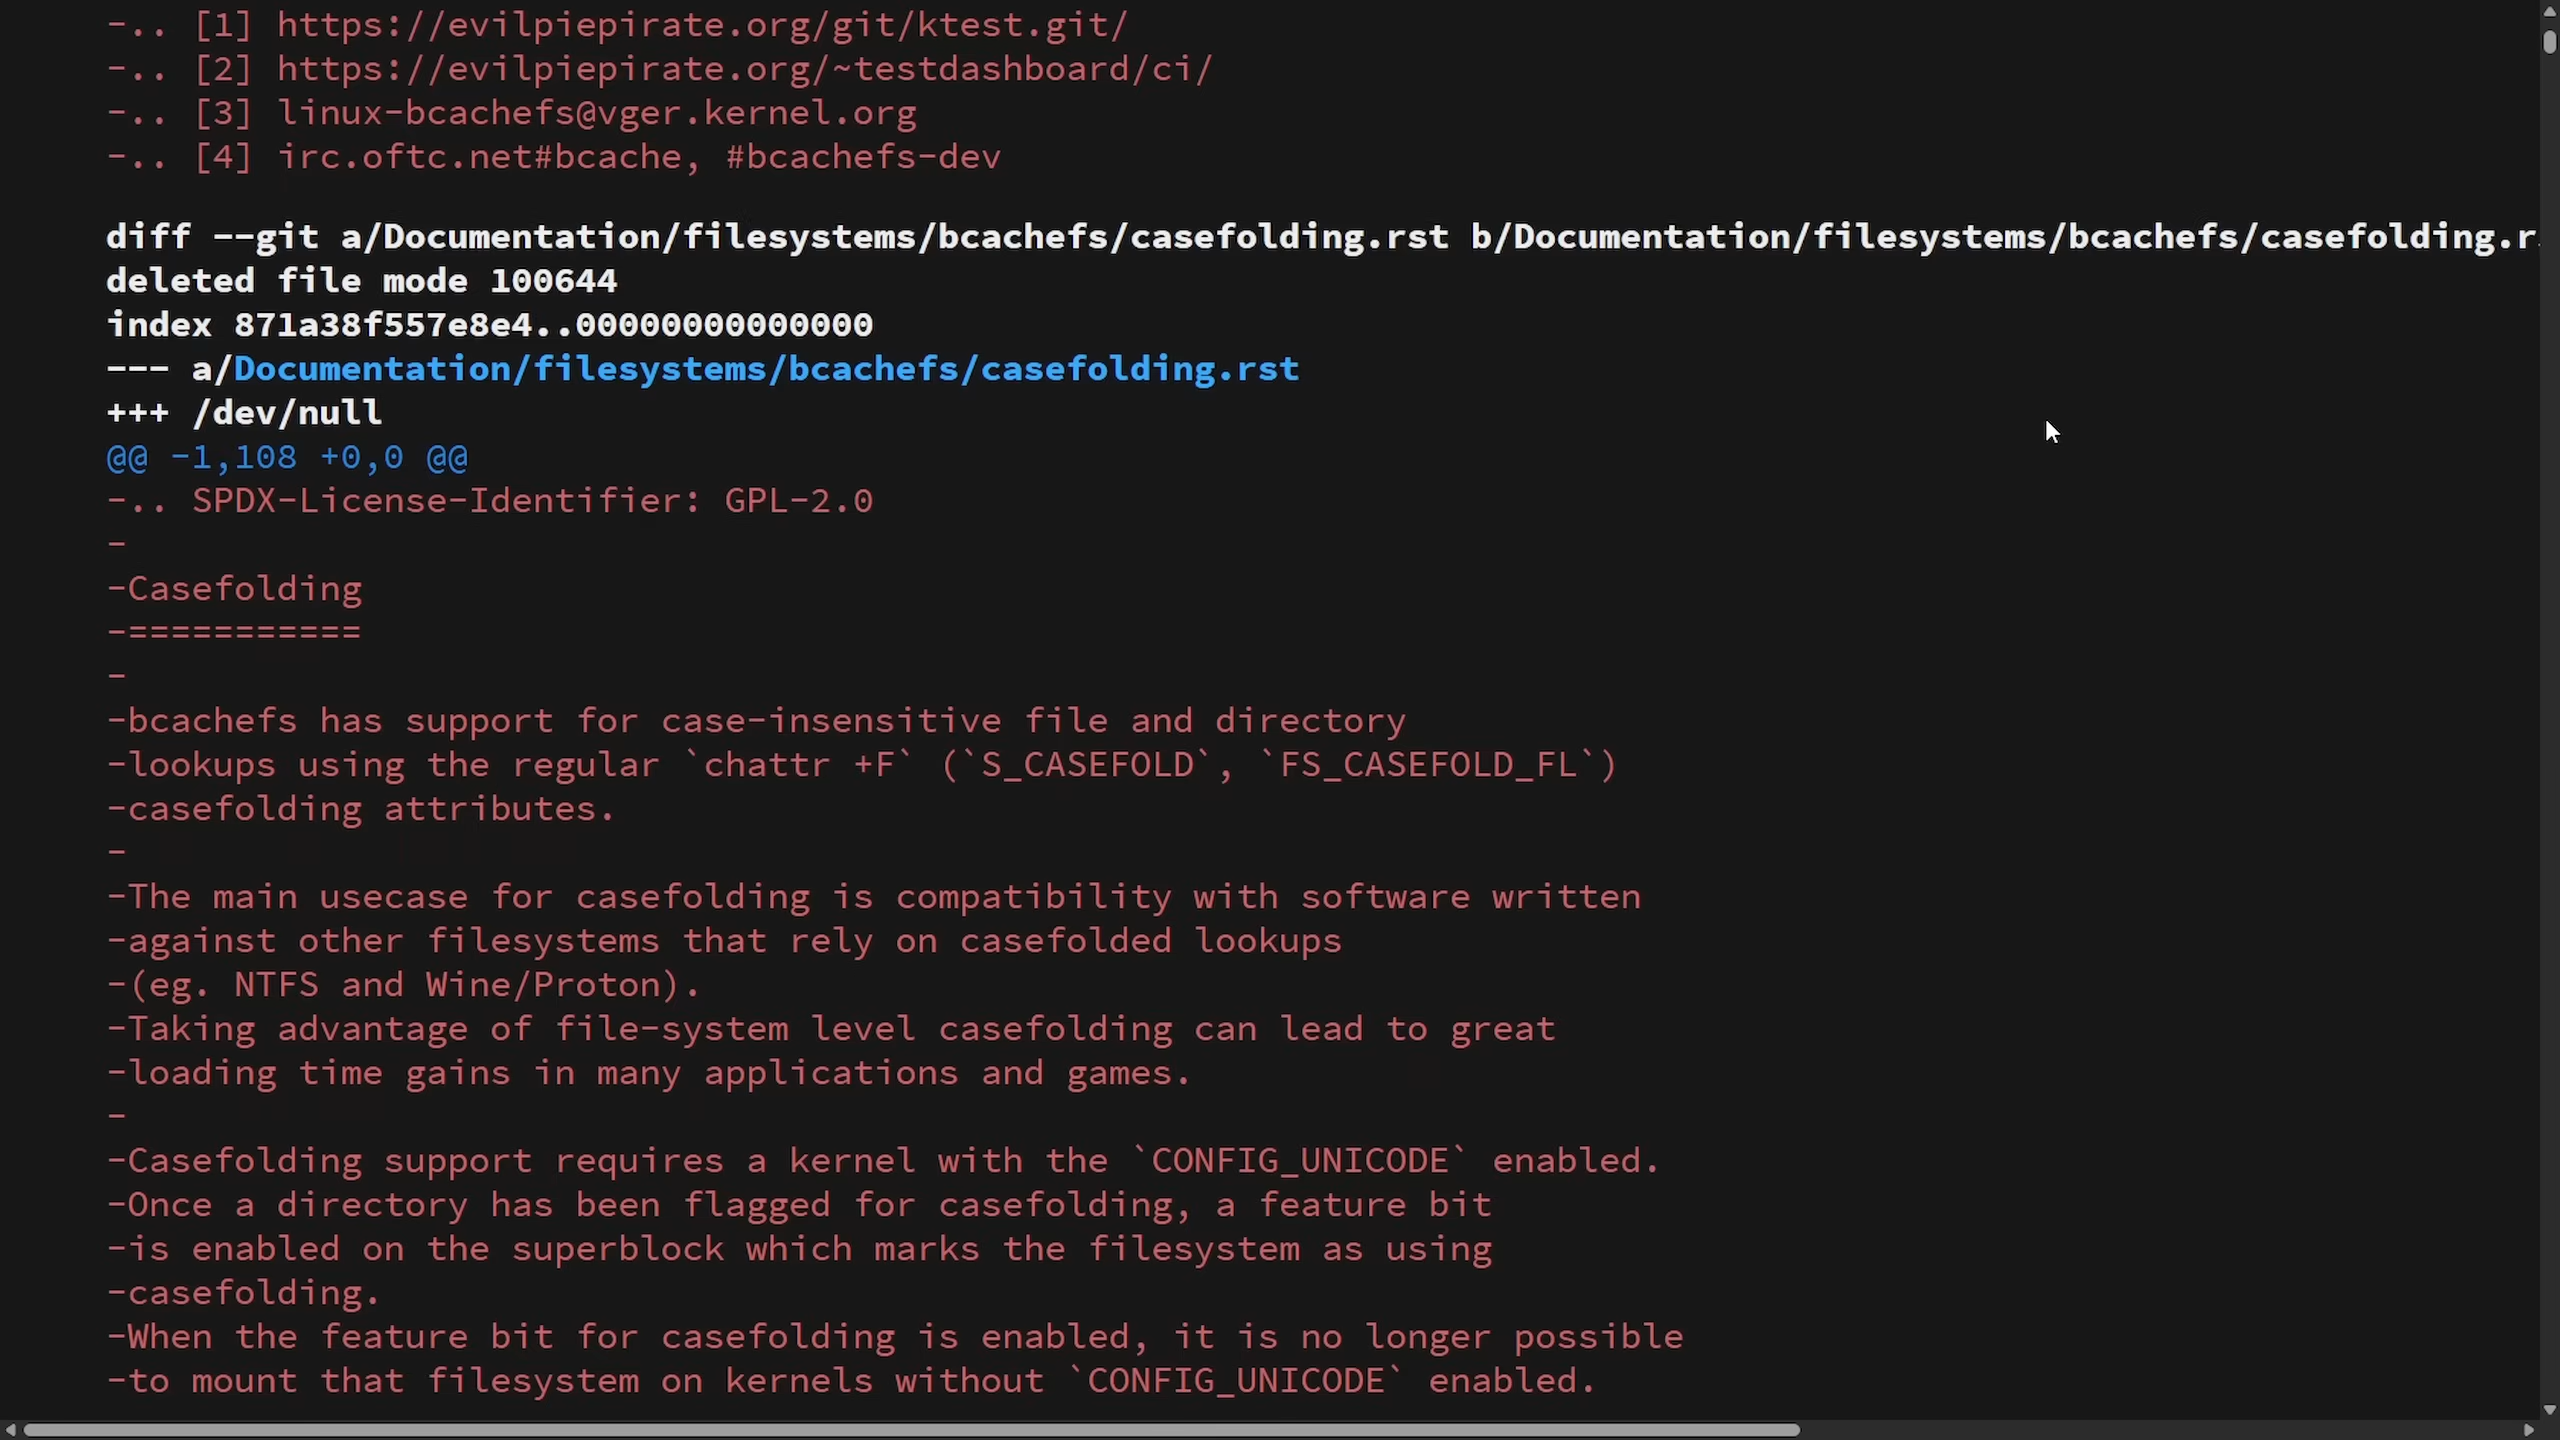 -.. [1] https://evilpiepirate.org/git/ktest.git/
-.. [2] https://evilpiepirate.org/~testdashboard/ci/
-.. [3] linux-bcachefs@vger.kernel.org
-.. [4] irc.oftc.net#bcache, #bcachefs-dev
diff --git a/Documentation/filesystems/bcachefs/casefolding.rst b/Documentation/filesystems/bcachefs/casefolding.r
deleted file mode 100644
index 871a38f557e8e4..00000000000000
--- a/Documentation/filesystems/bcachefs/casefolding.rst
+++ /dev/null
@@ -1,108 +0,0 @@
-.. SPDX-License-Identifier: GPL-2.0
-
-Casefolding
-===========
-
-bcachefs has support for case-insensitive file and directory
-lookups using the regular `chattr +F` (`S_CASEFOLD`, `FS_CASEFOLD_FL`)
-casefolding attributes.
-
-The main usecase for casefolding is compatibility with software written
-against other filesystems that rely on casefolded lookups
-(eg. NTFS and Wine/Proton).
-Taking advantage of file-system level casefolding can lead to great
-loading time gains in many applications and games.
-
-Casefolding support requires a kernel with the `CONFIG_UNICODE` enabled.
-Once a directory has been flagged for casefolding, a feature bit
-is enabled on the superblock which marks the filesystem as using
-casefolding.
-When the feature bit for casefolding is enabled, it is no longer possible
-to mount that filesystem on kernels without `CONFIG_UNICODE` enabled.